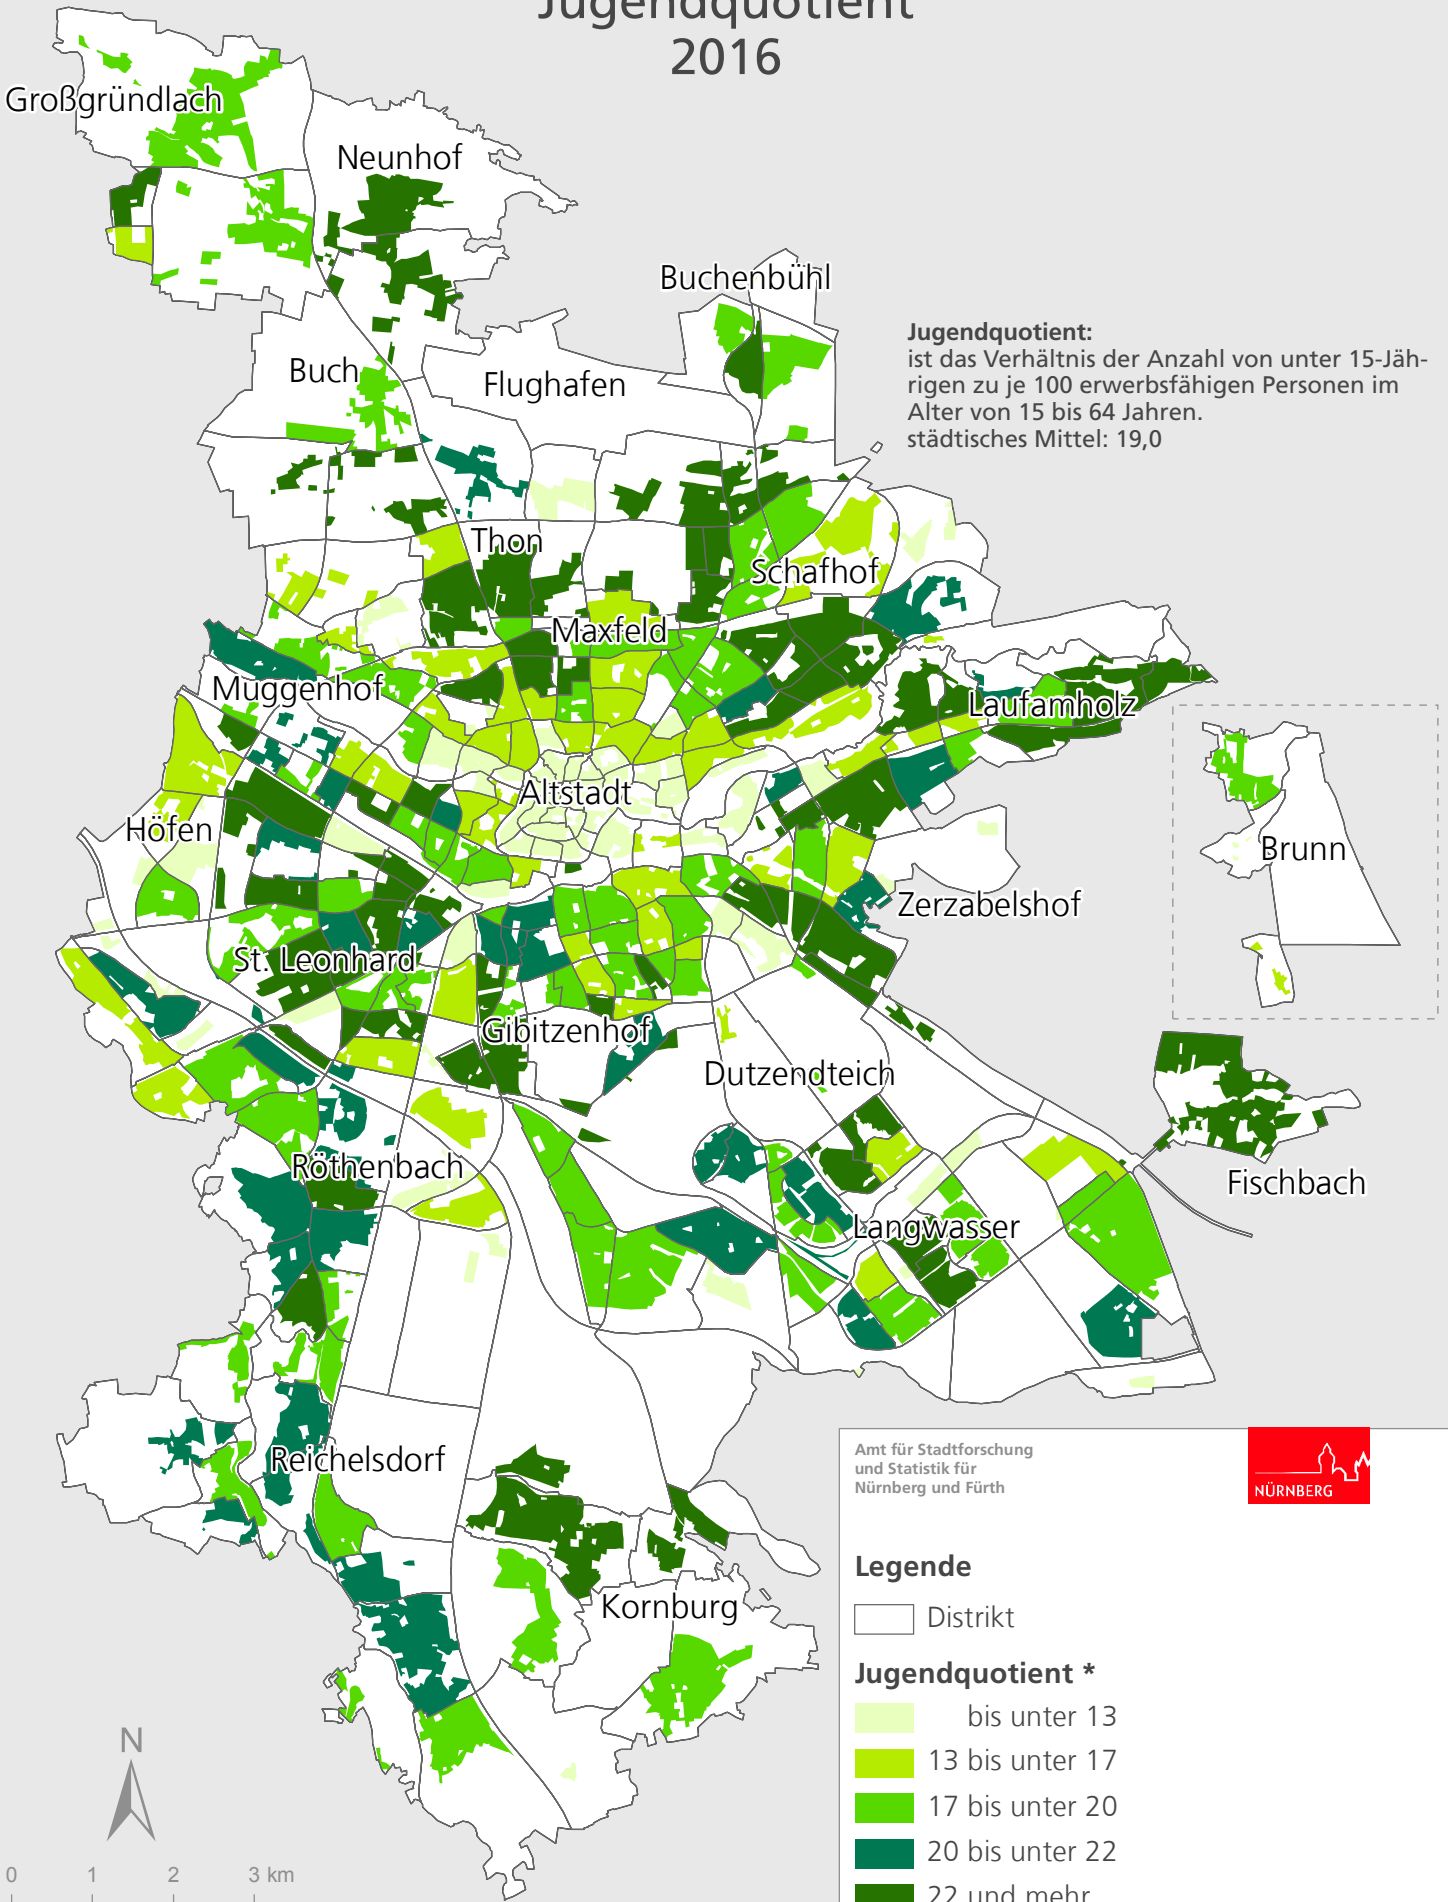 Jugendquotient
2016
Großgründlach
Neunhof
Buchenbühl
Jugendquotient:
ist das Verhältnis der Anzahl von unter 15-Jäh-
rigen zu je 100 erwerbsfähigen Personen im
Alter von 15 bis 64 Jahren.
städtisches Mittel: 19,0
Buch
Flughafen
Thon
Schafhof
Maxfeld
Muggenhof
Laufamholz
Altstadt
Höfen
Brunn
Zerzabelshof
St. Leonhard
Gibitzenhof
Dutzendteich
Röthenbach
Fischbach
Langwasser
Reichelsdorf
Kornburg
Amt für Stadtforschung
und Statistik für
Nürnberg und Fürth
NÜRNBERG
Legende
Distrikt
Jugendquotient *
bis unter 13
13 bis unter 17
17 bis unter 20
20 bis unter 22
22 und mehr
N
0 1 2 3 km